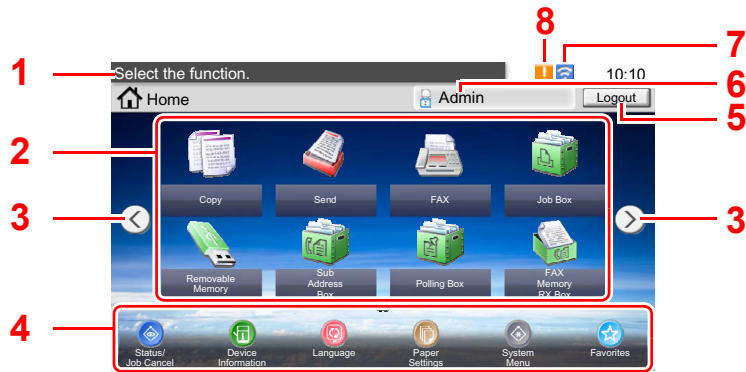 8
7
1
Select the function.
10:10
6
Home
Admin
Logout
5
2
Copy
Send
FAX
Job Box
3
3
Removable
Memory
Sub
Address
Box
Polling Box
FAX
Memory
RX Box
4
Status/
Job Cancel
Device
Information
Language
Paper
Settings
System
Menu
Favorites